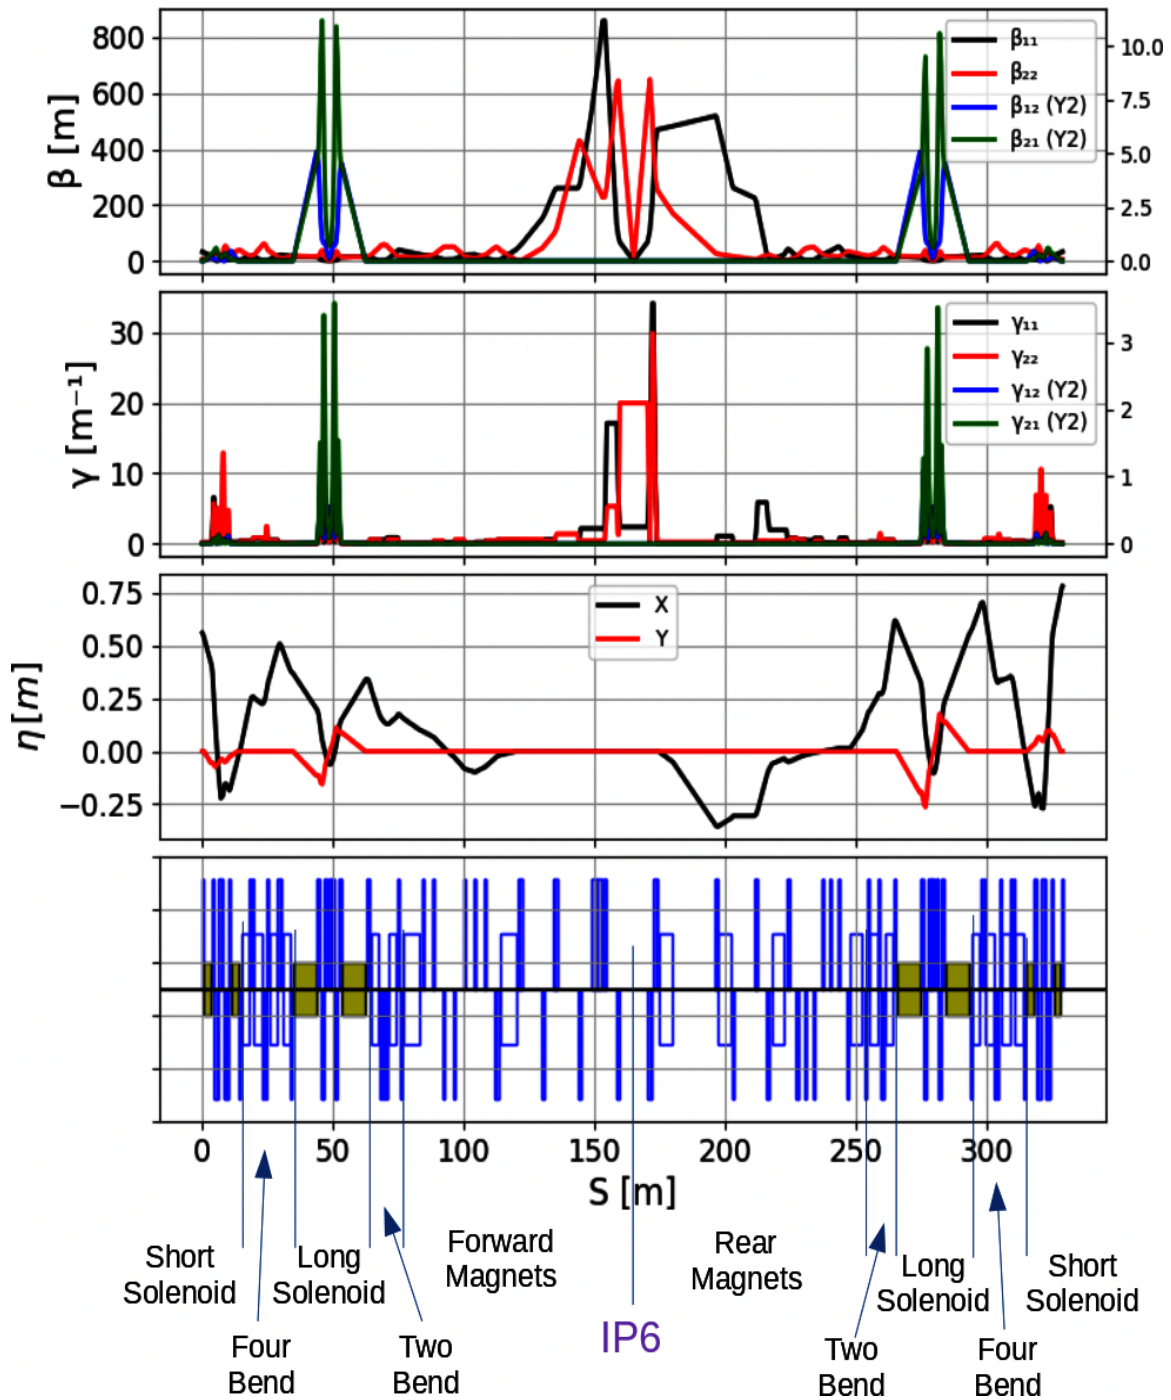 800
600
400
200
0
β [m]
10.0
7.5
5.0
2.5
0.0
β₁₁
β₂₂
β₁₂ (Y2)
β₂₁ (Y2)
30
20
10
0
γ [m⁻¹]
3
2
1
0
γ₁₁
γ₂₂
γ₁₂ (Y2)
γ₂₁ (Y2)
0.75
0.50
0.25
0.00
−0.25
η[m]
X
Y
0 50 100 150 200 250 300
S [m]
Short
Solenoid
Four
Bend
Long
Solenoid
Two
Bend
Forward
Magnets
IP6
Rear
Magnets
Two
Bend
Long
Solenoid
Four
Bend
Short
Solenoid